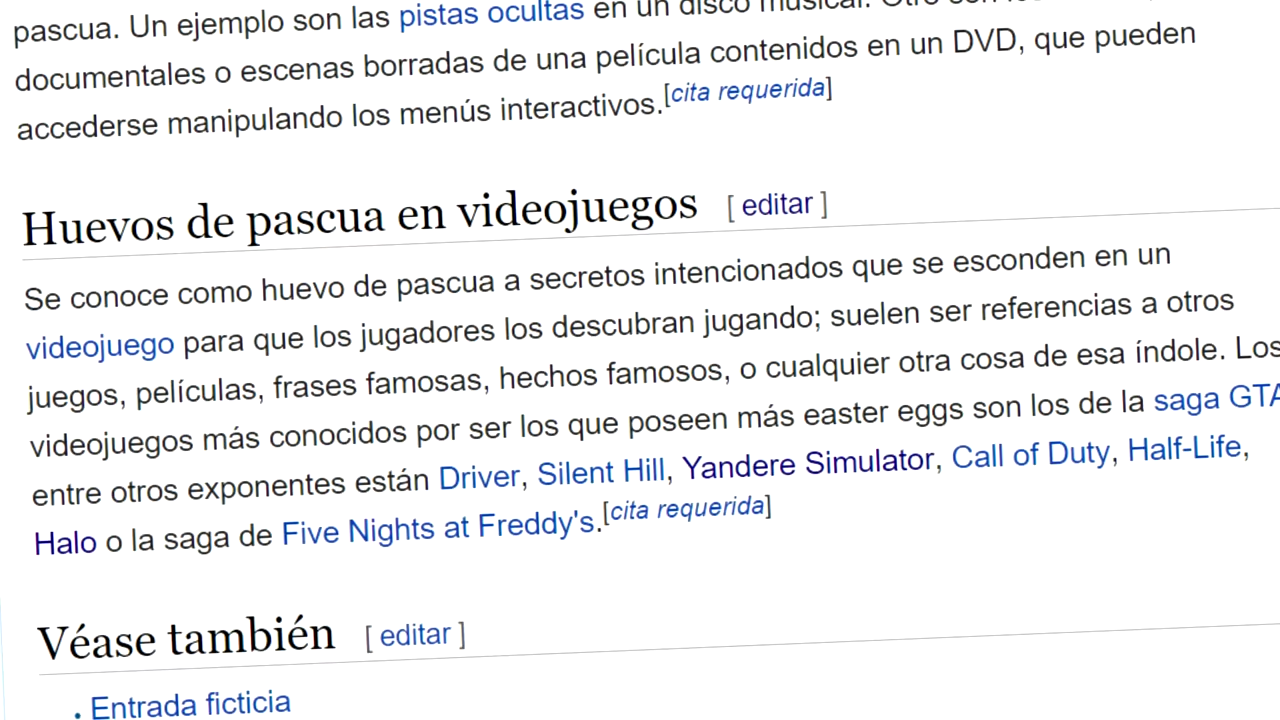 pascua. Un ejemplo son las pistas ocultas en un disco musical. Otro son
documentales o escenas borradas de una película contenidos en un DVD, que pueden
accederse manipulando los menús interactivos.[cita requerida]
Huevos de pascua en videojuegos [ editar ]
Se conoce como huevo de pascua a secretos intencionados que se esconden en un
videojuego para que los jugadores los descubran jugando; suelen ser referencias a otros
juegos, películas, frases famosas, hechos famosos, o cualquier otra cosa de esa índole. Los
videojuegos más conocidos por ser los que poseen más easter eggs son los de la saga GTA
entre otros exponentes están Driver, Silent Hill, Yandere Simulator, Call of Duty, Half-Life,
Halo o la saga de Five Nights at Freddy's.[cita requerida]
Véase también [ editar ]
• Entrada ficticia